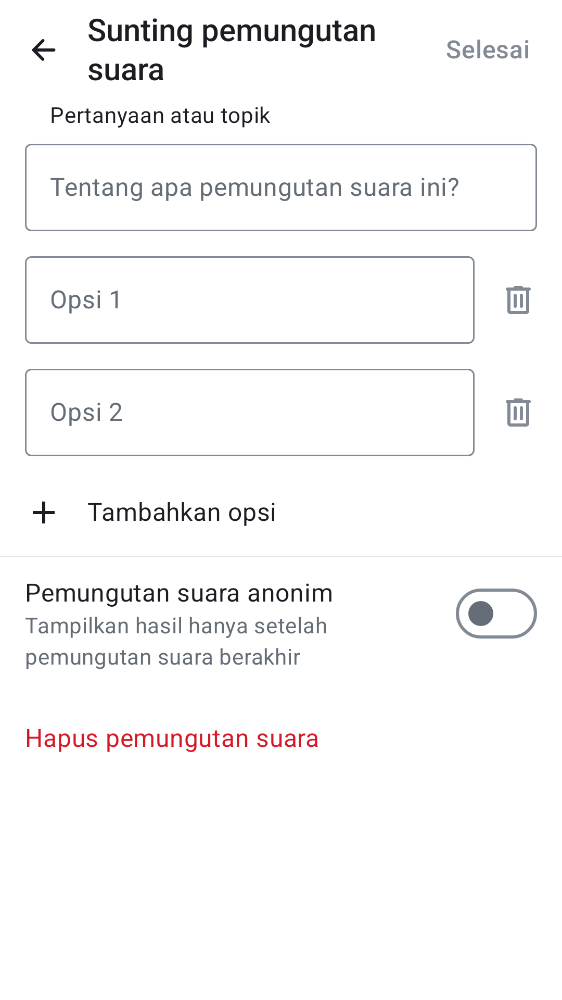 Sunting pemungutan
suara
Selesai
Pertanyaan atau topik
Tentang apa pemungutan suara ini?
Opsi 1
Opsi 2
Tambahkan opsi
Pemungutan suara anonim
Tampilkan hasil hanya setelah
pemungutan suara berakhir
Hapus pemungutan suara